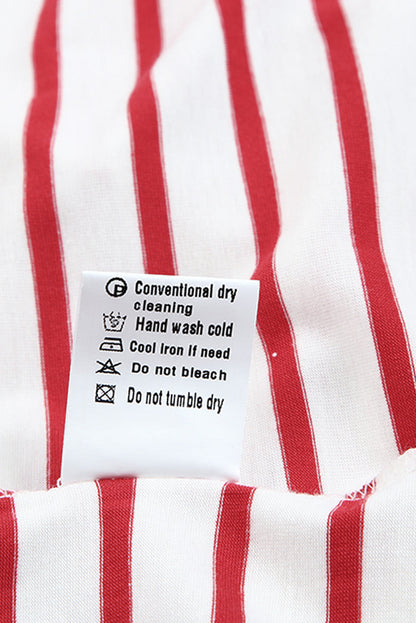 P Conventional dry
cleaning
Hand wash cold
Cool iron if need
Do not bleach
Do not tumble dry